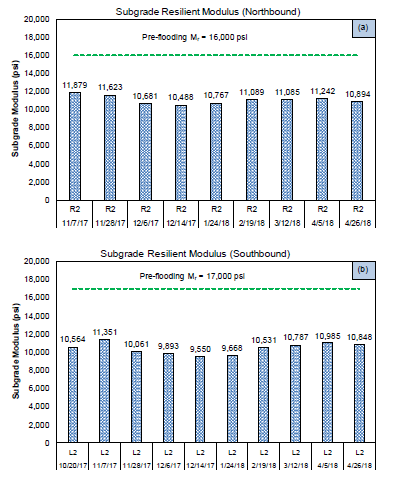 Subgrade Resilient Modulus (Northbound)
(a)
Pre-flooding Mr = 16,000 psi
Subgrade Modulus (psi)
20,000
18,000
16,000
14,000
12,000
10,000
8,000
6,000
4,000
2,000
0
11,879 11,623 10,681 10,488 10,767 11,089 11,085 11,242 10,894
R2 R2 R2 R2 R2 R2 R2 R2 R2
11/7/17 11/28/17 12/6/17 12/14/17 1/24/18 2/19/18 3/12/18 4/5/18 4/26/18
Subgrade Resilient Modulus (Southbound)
(b)
Pre-flooding Mr = 17,000 psi
Subgrade Modulus (psi)
20,000
18,000
16,000
14,000
12,000
10,000
8,000
6,000
4,000
2,000
0
10,564 11,351 10,061 9,893 9,550 9,668 10,531 10,787 10,985 10,848
L2 L2 L2 L2 L2 L2 L2 L2 L2 L2
10/20/17 11/7/17 11/28/17 12/6/17 12/14/17 1/24/18 2/19/18 3/12/18 4/5/18 4/26/18